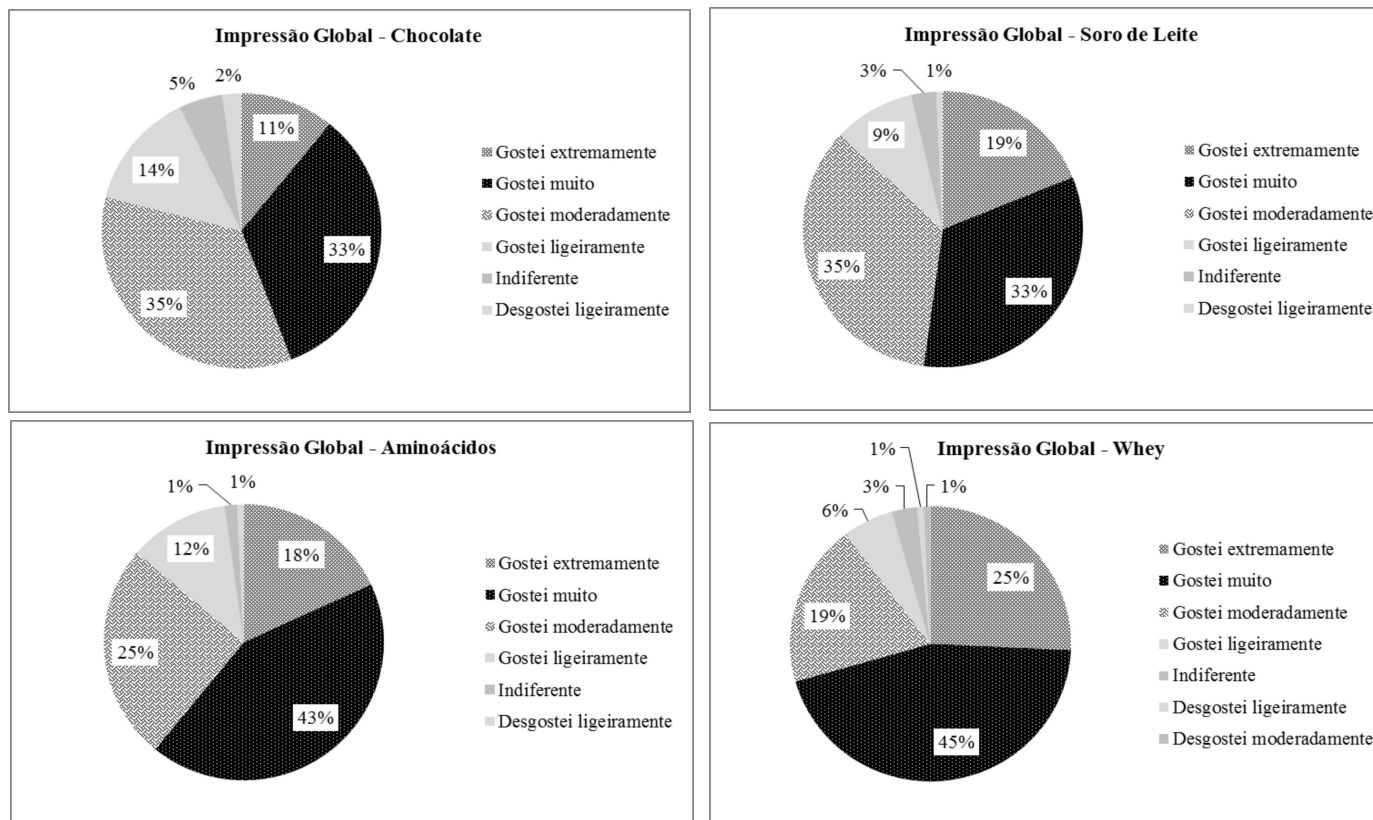 Impressão Global - Chocolate
5%
2%
11%
14%
33%
35%
Gostei extremamente
Gostei muito
Gostei moderadamente
Gostei ligeiramente
Indiferente
Desgostei ligeiramente
Impressão Global - Soro de Leite
3%
1%
9%
19%
35%
33%
Gostei extremamente
Gostei muito
Gostei moderadamente
Gostei ligeiramente
Indiferente
Desgostei ligeiramente
Impressão Global - Aminoácidos
1%
1%
12%
18%
25%
43%
Gostei extremamente
Gostei muito
Gostei moderadamente
Gostei ligeiramente
Indiferente
Desgostei ligeiramente
Impressão Global - Whey
1%
3%
1%
6%
25%
19%
45%
Gostei extremamente
Gostei muito
Gostei moderadamente
Gostei ligeiramente
Indiferente
Desgostei ligeiramente
Desgostei moderadamente